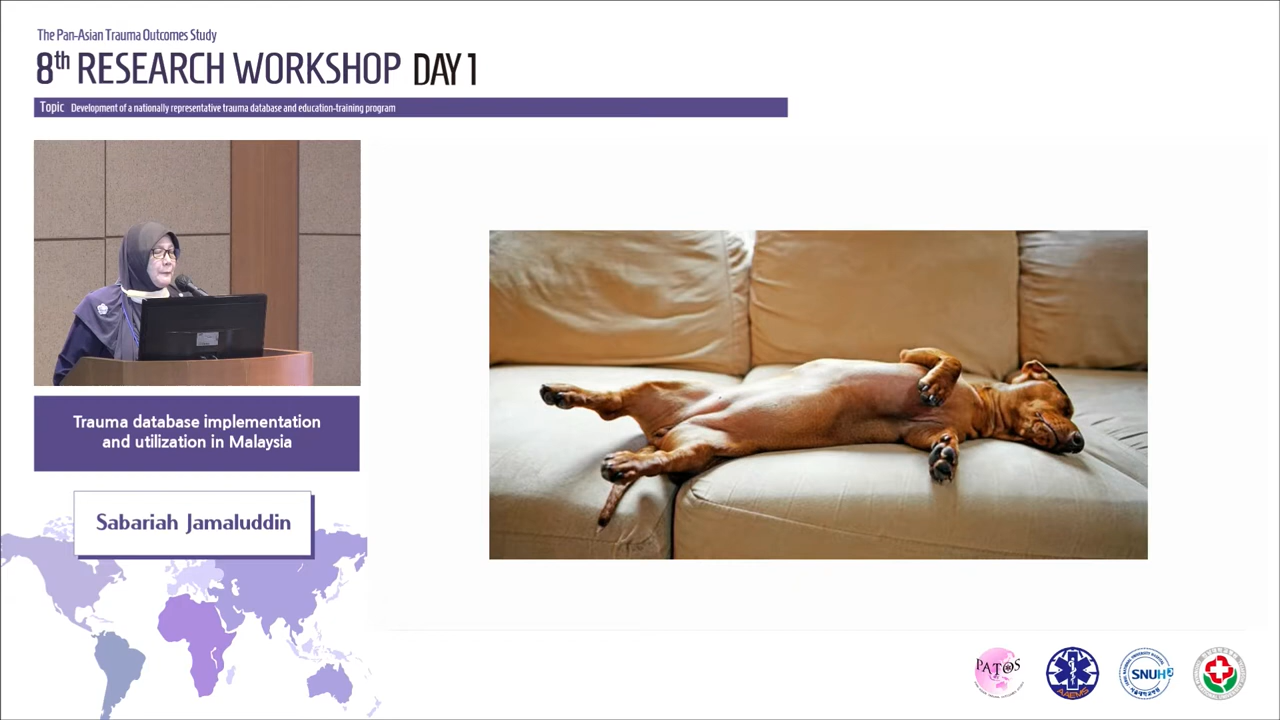 The Pan-Asian Trauma Outcomes Study
8th RESEARCH WORKSHOP DAY 1
Topic Development of a nationally representative trauma database and education-training program
Trauma database implementation
and utilization in Malaysia
Sabariah Jamaluddin
PATOS
AAEMS
SNUH